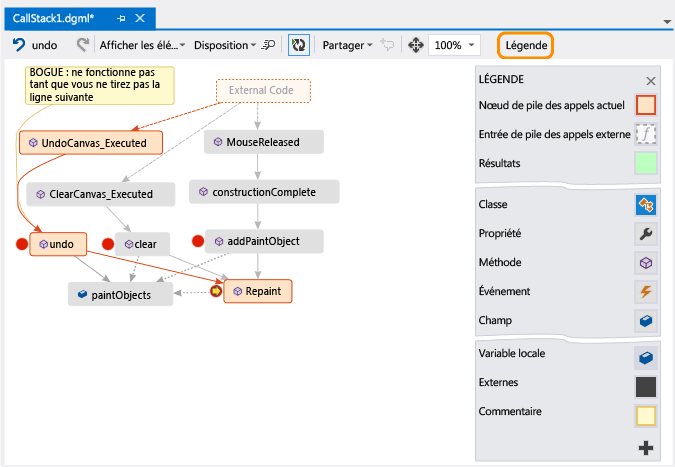 CallStack1.dgml*
undo
Afficher les élé...
Disposition
Partager
100%
Légende
BOGUE : ne fonctionne pas
tant que vous ne tirez pas la
ligne suivante
External Code
UndoCanvas_Executed
MouseReleased
ClearCanvas_Executed
constructionComplete
undo
clear
addPaintObject
paintObjects
Repaint
LÉGENDE
Nœud de pile des appels actuel
Entrée de pile des appels externe
Résultats
Classe
Propriété
Méthode
Événement
Champ
Variable locale
Externes
Commentaire